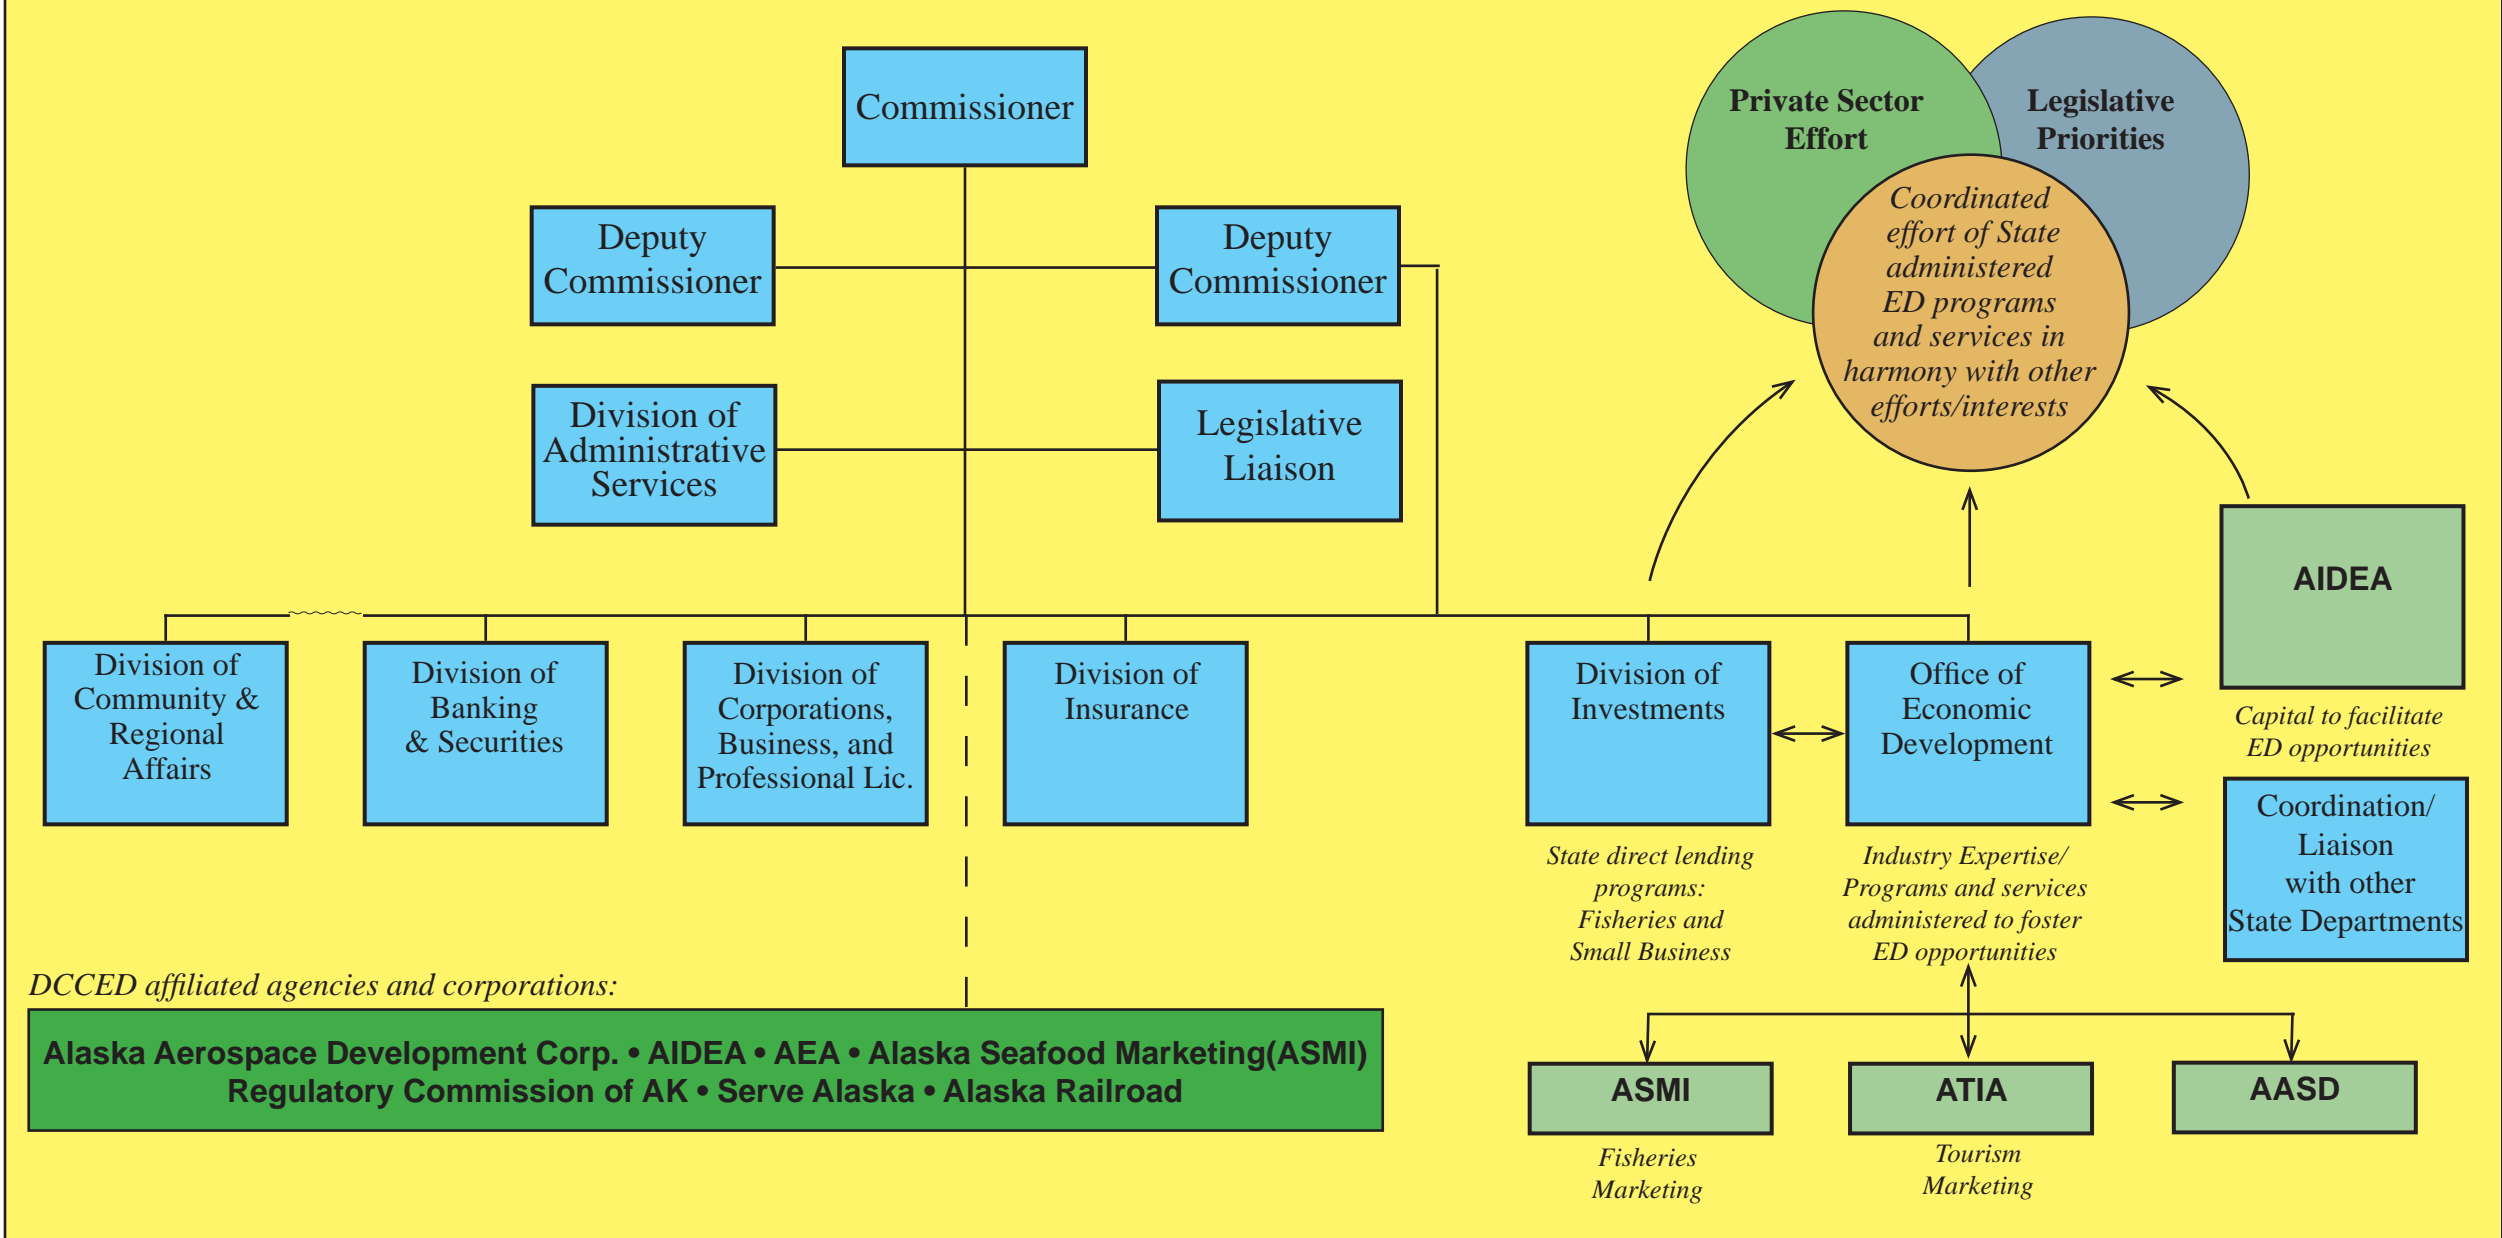 Commissioner
Private Sector
Effort
Legislative
Priorities
Coordinated
effort of State
administered
ED programs
and services in
harmony with other
efforts/interests
Deputy
Commissioner
Deputy
Commissioner
Division of
Administrative
Services
Legislative
Liaison
AIDEA
Capital to facilitate
ED opportunities
Division of
Community &
Regional
Affairs
Division of
Banking
& Securities
Division of
Corporations,
Business, and
Professional Lic.
Division of
Insurance
Division of
Investments
Office of
Economic
Development
Coordination/
Liaison
with other
State Departments
State direct lending
programs:
Fisheries and
Small Business
Industry Expertise/
Programs and services
administered to foster
ED opportunities
DCCED affiliated agencies and corporations:
Alaska Aerospace Development Corp. • AIDEA • AEA • Alaska Seafood Marketing(ASMI)
Regulatory Commission of AK • Serve Alaska • Alaska Railroad
ASMI
Fisheries
Marketing
ATIA
Tourism
Marketing
AASD